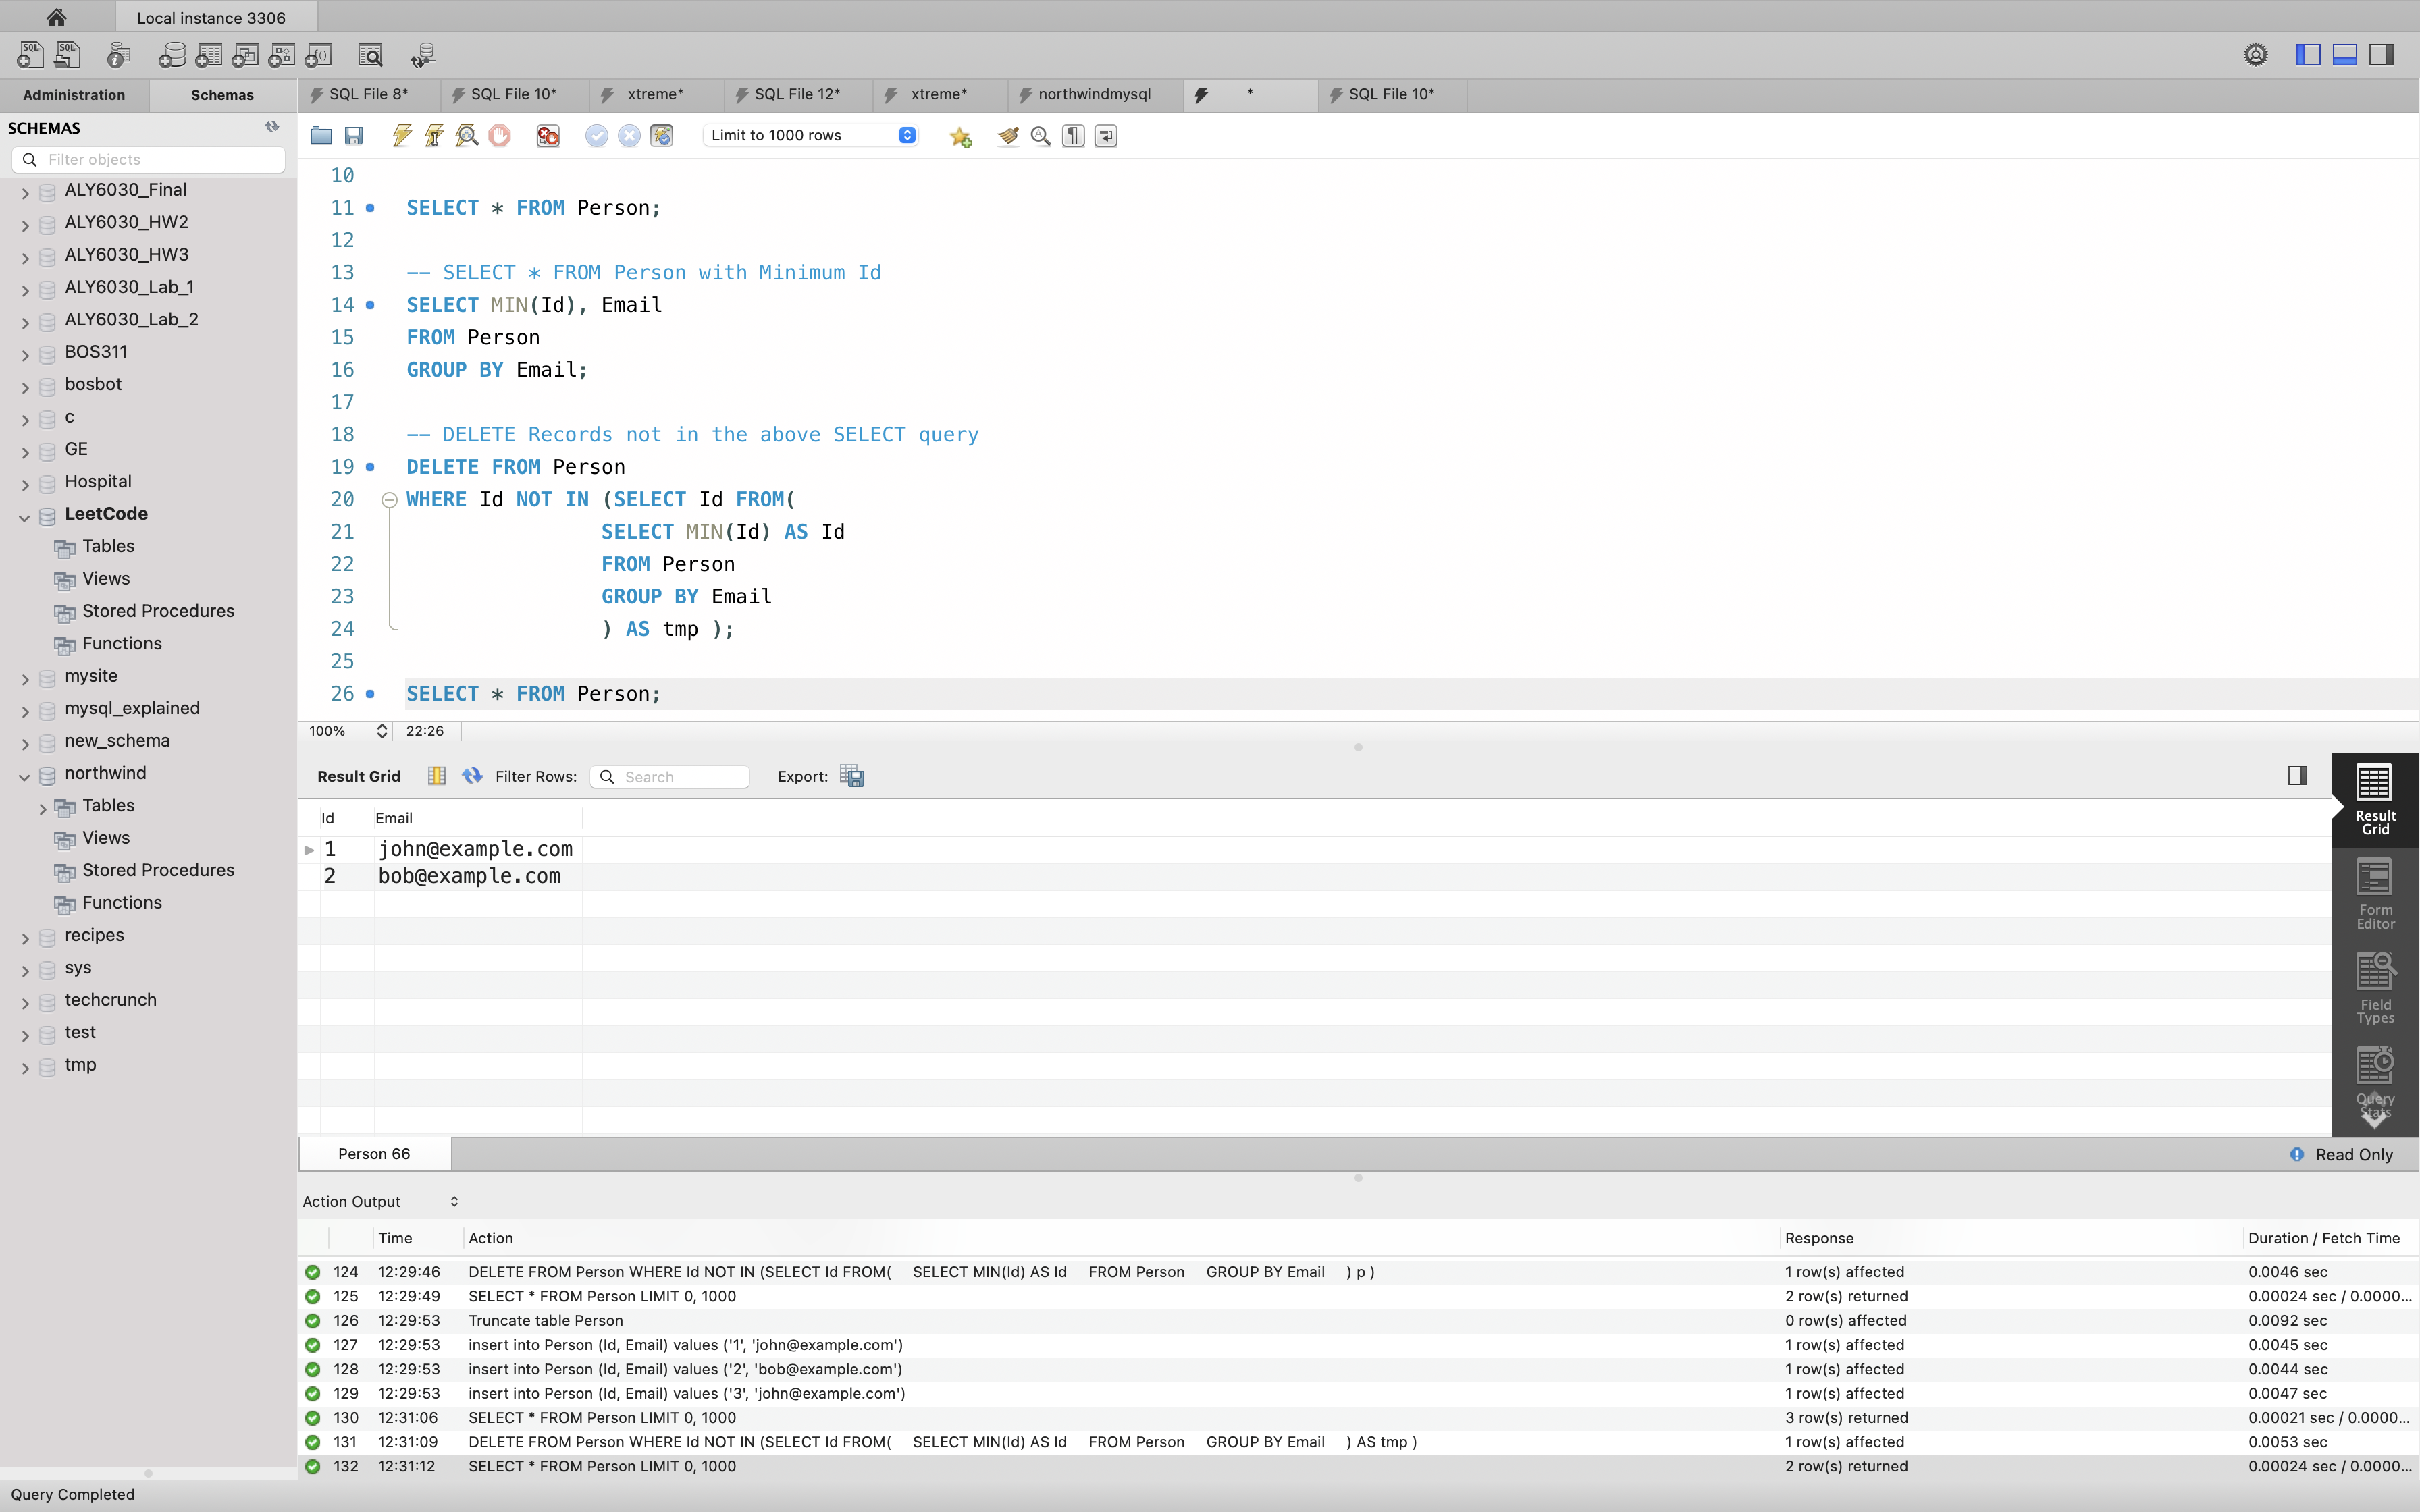 Local instance 3306
SQL
SQL
Administration
Schemas
SQL File 8*
SQL File 10*
xtreme*
SQL File 12*
xtreme*
northwindmysql
*
SQL File 10*
SCHEMAS
Filter objects
Limit to 1000 rows
ALY6030_Final
ALY6030_HW2
ALY6030_HW3
ALY6030_Lab_1
ALY6030_Lab_2
BOS311
bosbot
c
GE
Hospital
LeetCode
Tables
Views
Stored Procedures
Functions
mysite
mysql_explained
new_schema
northwind
Tables
Views
Stored Procedures
Functions
recipes
sys
techcrunch
test
tmp
10
11 SELECT * FROM Person;
12
13 -- SELECT * FROM Person with Minimum Id
14 SELECT MIN(Id), Email
15 FROM Person
16 GROUP BY Email;
17
18 -- DELETE Records not in the above SELECT query
19 DELETE FROM Person
20 WHERE Id NOT IN (SELECT Id FROM(
21 SELECT MIN(Id) AS Id
22 FROM Person
23 GROUP BY Email
24 ) AS tmp );
25
26 SELECT * FROM Person;
100% 22:26
Result Grid Filter Rows: Search Export:
Id Email
1 john@example.com
2 bob@example.com
Result
Grid
Form
Editor
Field
Types
Query
Stats
Person 66
Read Only
Action Output
Time Action Response Duration / Fetch Time
124 12:29:46 DELETE FROM Person WHERE Id NOT IN (SELECT Id FROM( SELECT MIN(Id) AS Id FROM Person GROUP BY Email ) p ) 1 row(s) affected 0.0046 sec
125 12:29:49 SELECT * FROM Person LIMIT 0, 1000 2 row(s) returned 0.00024 sec / 0.0000...
126 12:29:53 Truncate table Person 0 row(s) affected 0.0092 sec
127 12:29:53 insert into Person (Id, Email) values ('1', 'john@example.com') 1 row(s) affected 0.0045 sec
128 12:29:53 insert into Person (Id, Email) values ('2', 'bob@example.com') 1 row(s) affected 0.0044 sec
129 12:29:53 insert into Person (Id, Email) values ('3', 'john@example.com') 1 row(s) affected 0.0047 sec
130 12:31:06 SELECT * FROM Person LIMIT 0, 1000 3 row(s) returned 0.00021 sec / 0.0000...
131 12:31:09 DELETE FROM Person WHERE Id NOT IN (SELECT Id FROM( SELECT MIN(Id) AS Id FROM Person GROUP BY Email ) AS tmp ) 1 row(s) affected 0.0053 sec
132 12:31:12 SELECT * FROM Person LIMIT 0, 1000 2 row(s) returned 0.00024 sec / 0.0000...
Query Completed